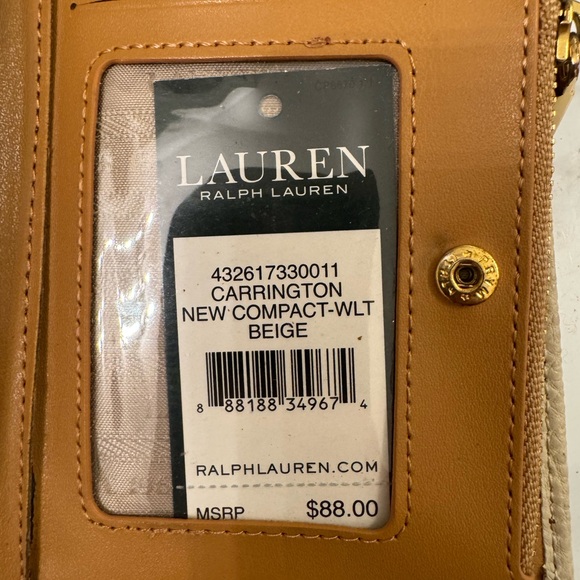 LAUREN
RALPH LAUREN
432617330011
CARRINGTON
NEW COMPACT-WLT
BEIGE
8 88188 34967 4
RALPHLAUREN.COM
MSRP $88.00